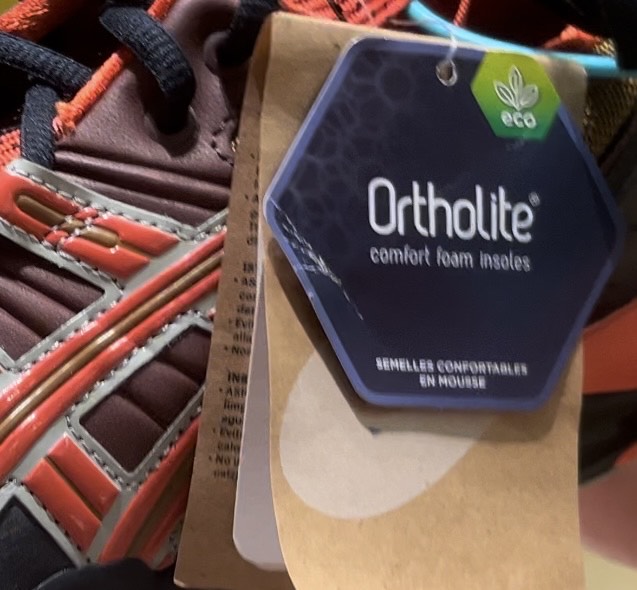 eco
Ortholite®
comfort foam insoles
SEMELLES CONFORTABLES
EN MOUSSE